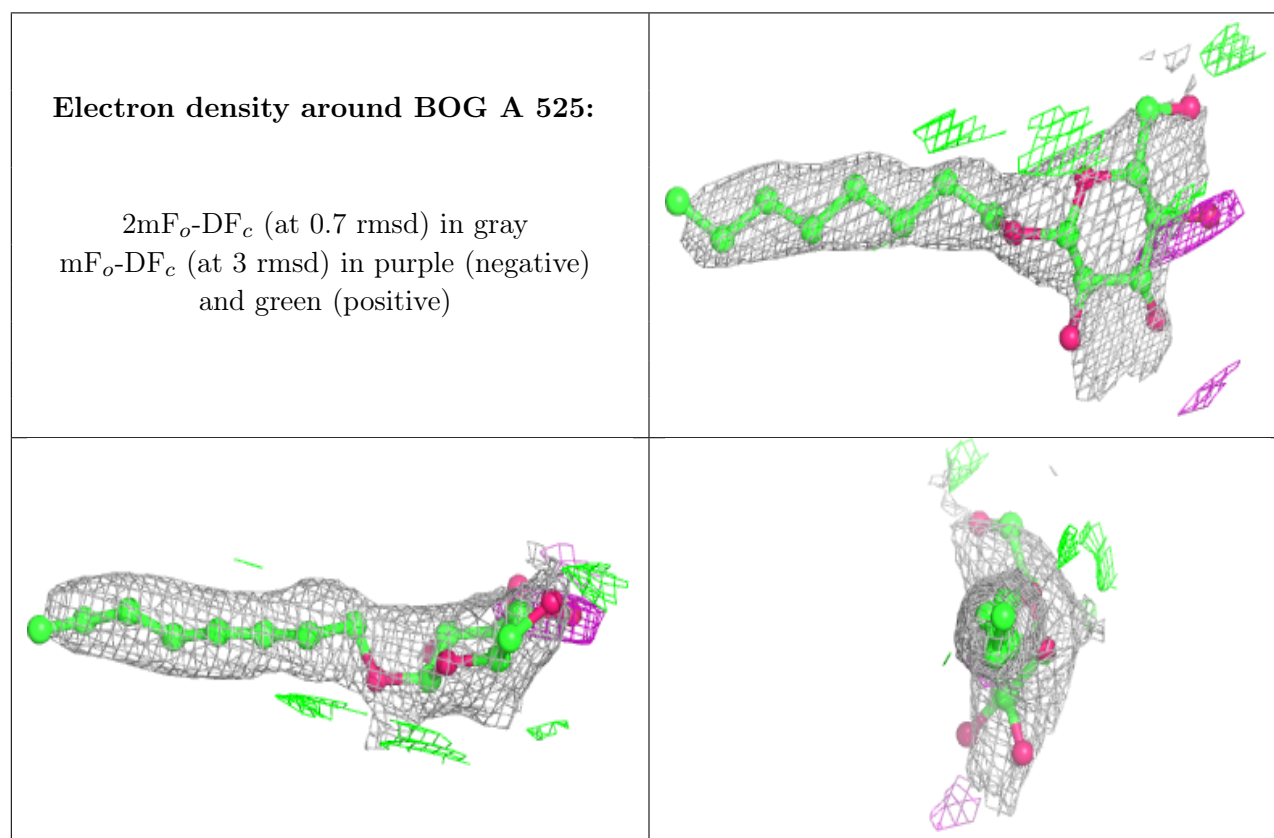 Electron density around BOG A 525:
2mFo-DFc (at 0.7 rmsd) in gray
mFo-DFc (at 3 rmsd) in purple (negative)
and green (positive)